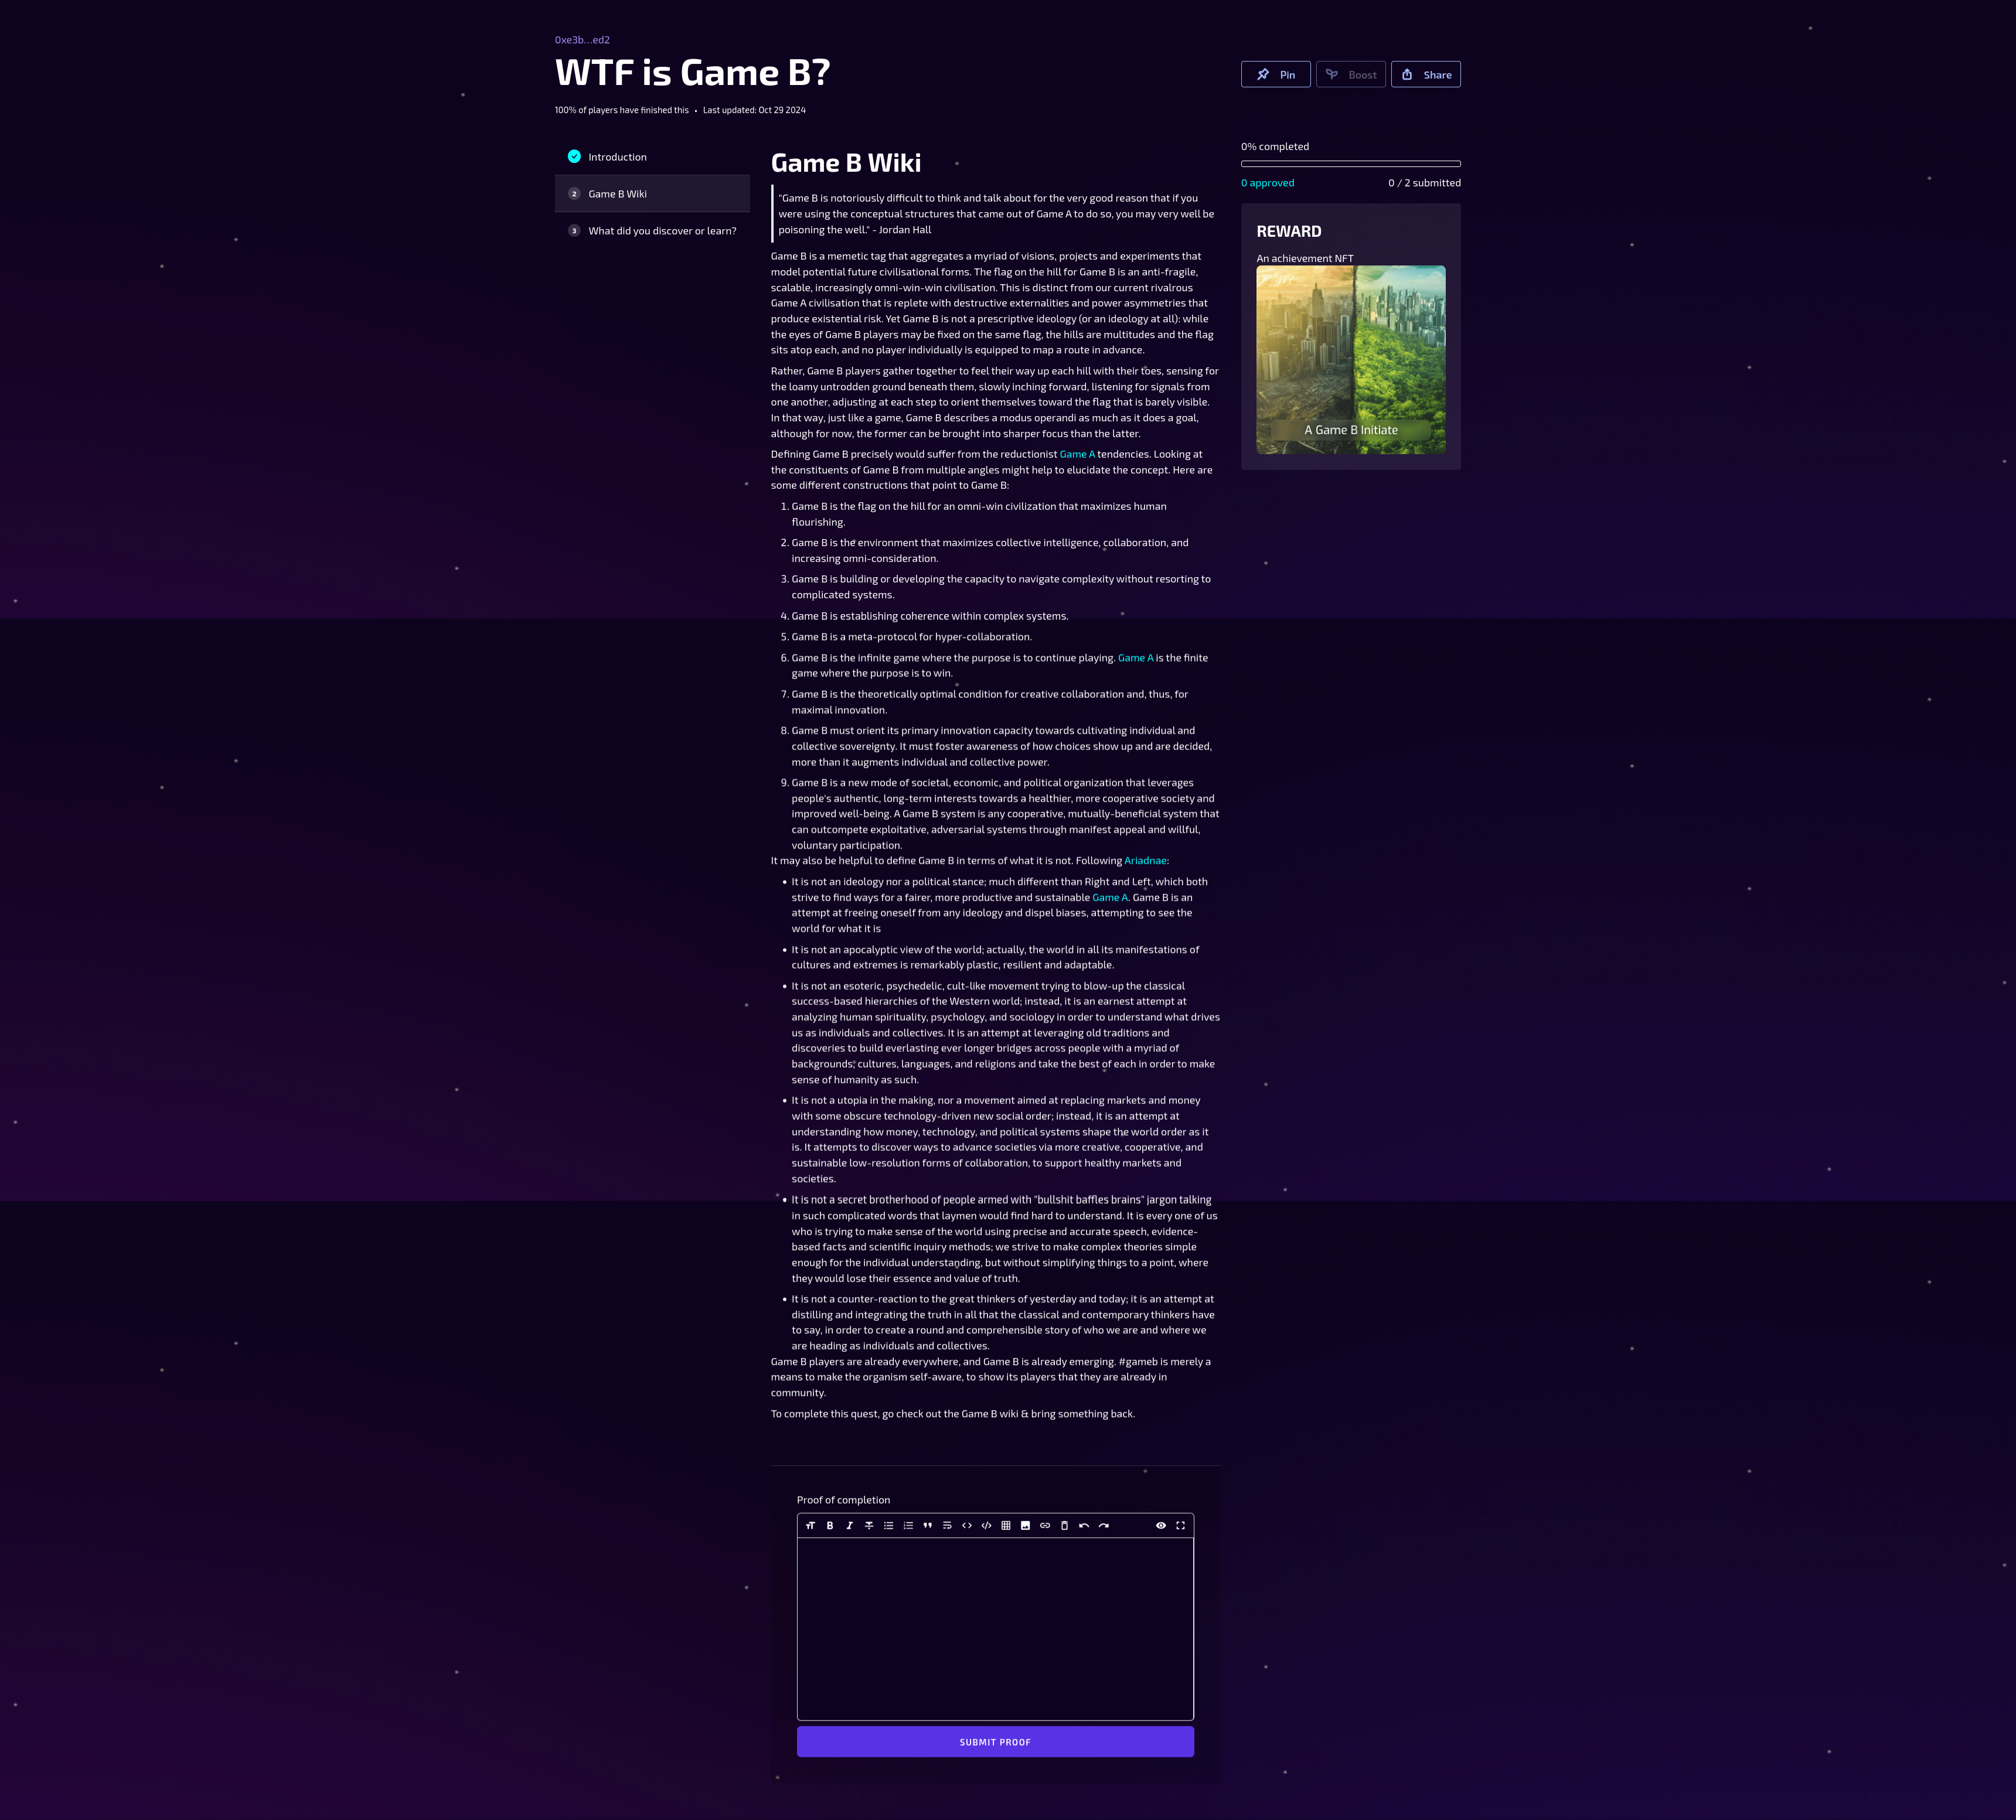 0xe3b...ed2
WTF is Game B?
Pin
Boost
Share
100% of players have finished this • Last updated: Oct 29 2024
Introduction
2 Game B Wiki
3 What did you discover or learn?
Game B Wiki
"Game B is notoriously difficult to think and talk about for the very good reason that if you
were using the conceptual structures that came out of Game A to do so, you may very well be
poisoning the well." - Jordan Hall
Game B is a memetic tag that aggregates a myriad of visions, projects and experiments that
model potential future civilisational forms. The flag on the hill for Game B is an anti-fragile,
scalable, increasingly omni-win-win civilisation. This is distinct from our current rivalrous
Game A civilisation that is replete with destructive externalities and power asymmetries that
produce existential risk. Yet Game B is not a prescriptive ideology (or an ideology at all): while
the eyes of Game B players may be fixed on the same flag, the hills are multitudes and the flag
sits atop each, and no player individually is equipped to map a route in advance.
Rather, Game B players gather together to feel their way up each hill with their toes, sensing for
the loamy untrodden ground beneath them, slowly inching forward, listening for signals from
one another, adjusting at each step to orient themselves toward the flag that is barely visible.
In that way, just like a game, Game B describes a modus operandi as much as it does a goal,
although for now, the former can be brought into sharper focus than the latter.
Defining Game B precisely would suffer from the reductionist Game A tendencies. Looking at
the constituents of Game B from multiple angles might help to elucidate the concept. Here are
some different constructions that point to Game B:
1. Game B is the flag on the hill for an omni-win civilization that maximizes human
flourishing.
2. Game B is the environment that maximizes collective intelligence, collaboration, and
increasing omni-consideration.
3. Game B is building or developing the capacity to navigate complexity without resorting to
complicated systems.
4. Game B is establishing coherence within complex systems.
5. Game B is a meta-protocol for hyper-collaboration.
6. Game B is the infinite game where the purpose is to continue playing. Game A is the finite
game where the purpose is to win.
7. Game B is the theoretically optimal condition for creative collaboration and, thus, for
maximal innovation.
8. Game B must orient its primary innovation capacity towards cultivating individual and
collective sovereignty. It must foster awareness of how choices show up and are decided,
more than it augments individual and collective power.
9. Game B is a new mode of societal, economic, and political organization that leverages
people's authentic, long-term interests towards a healthier, more cooperative society and
improved well-being. A Game B system is any cooperative, mutually-beneficial system that
can outcompete exploitative, adversarial systems through manifest appeal and willful,
voluntary participation.
It may also be helpful to define Game B in terms of what it is not. Following Ariadnae:
• It is not an ideology nor a political stance; much different than Right and Left, which both
strive to find ways for a fairer, more productive and sustainable Game A. Game B is an
attempt at freeing oneself from any ideology and dispel biases, attempting to see the
world for what it is
• It is not an apocalyptic view of the world; actually, the world in all its manifestations of
cultures and extremes is remarkably plastic, resilient and adaptable.
• It is not an esoteric, psychedelic, cult-like movement trying to blow-up the classical
success-based hierarchies of the Western world; instead, it is an earnest attempt at
analyzing human spirituality, psychology, and sociology in order to understand what drives
us as individuals and collectives. It is an attempt at leveraging old traditions and
discoveries to build everlasting ever longer bridges across people with a myriad of
backgrounds, cultures, languages, and religions and take the best of each in order to make
sense of humanity as such.
• It is not a utopia in the making, nor a movement aimed at replacing markets and money
with some obscure technology-driven new social order; instead, it is an attempt at
understanding how money, technology, and political systems shape the world order as it
is. It attempts to discover ways to advance societies via more creative, cooperative, and
sustainable low-resolution forms of collaboration, to support healthy markets and
societies.
• It is not a secret brotherhood of people armed with "bullshit baffles brains" jargon talking
in such complicated words that laymen would find hard to understand. It is every one of us
who is trying to make sense of the world using precise and accurate speech, evidence-
based facts and scientific inquiry methods; we strive to make complex theories simple
enough for the individual understanding, but without simplifying things to a point, where
they would lose their essence and value of truth.
• It is not a counter-reaction to the great thinkers of yesterday and today; it is an attempt at
distilling and integrating the truth in all that the classical and contemporary thinkers have
to say, in order to create a round and comprehensible story of who we are and where we
are heading as individuals and collectives.
Game B players are already everywhere, and Game B is already emerging. #gameb is merely a
means to make the organism self-aware, to show its players that they are already in
community.
To complete this quest, go check out the Game B wiki & bring something back.
Proof of completion
SUBMIT PROOF
0% completed
0 approved
0 / 2 submitted
REWARD
An achievement NFT
A Game B Initiate